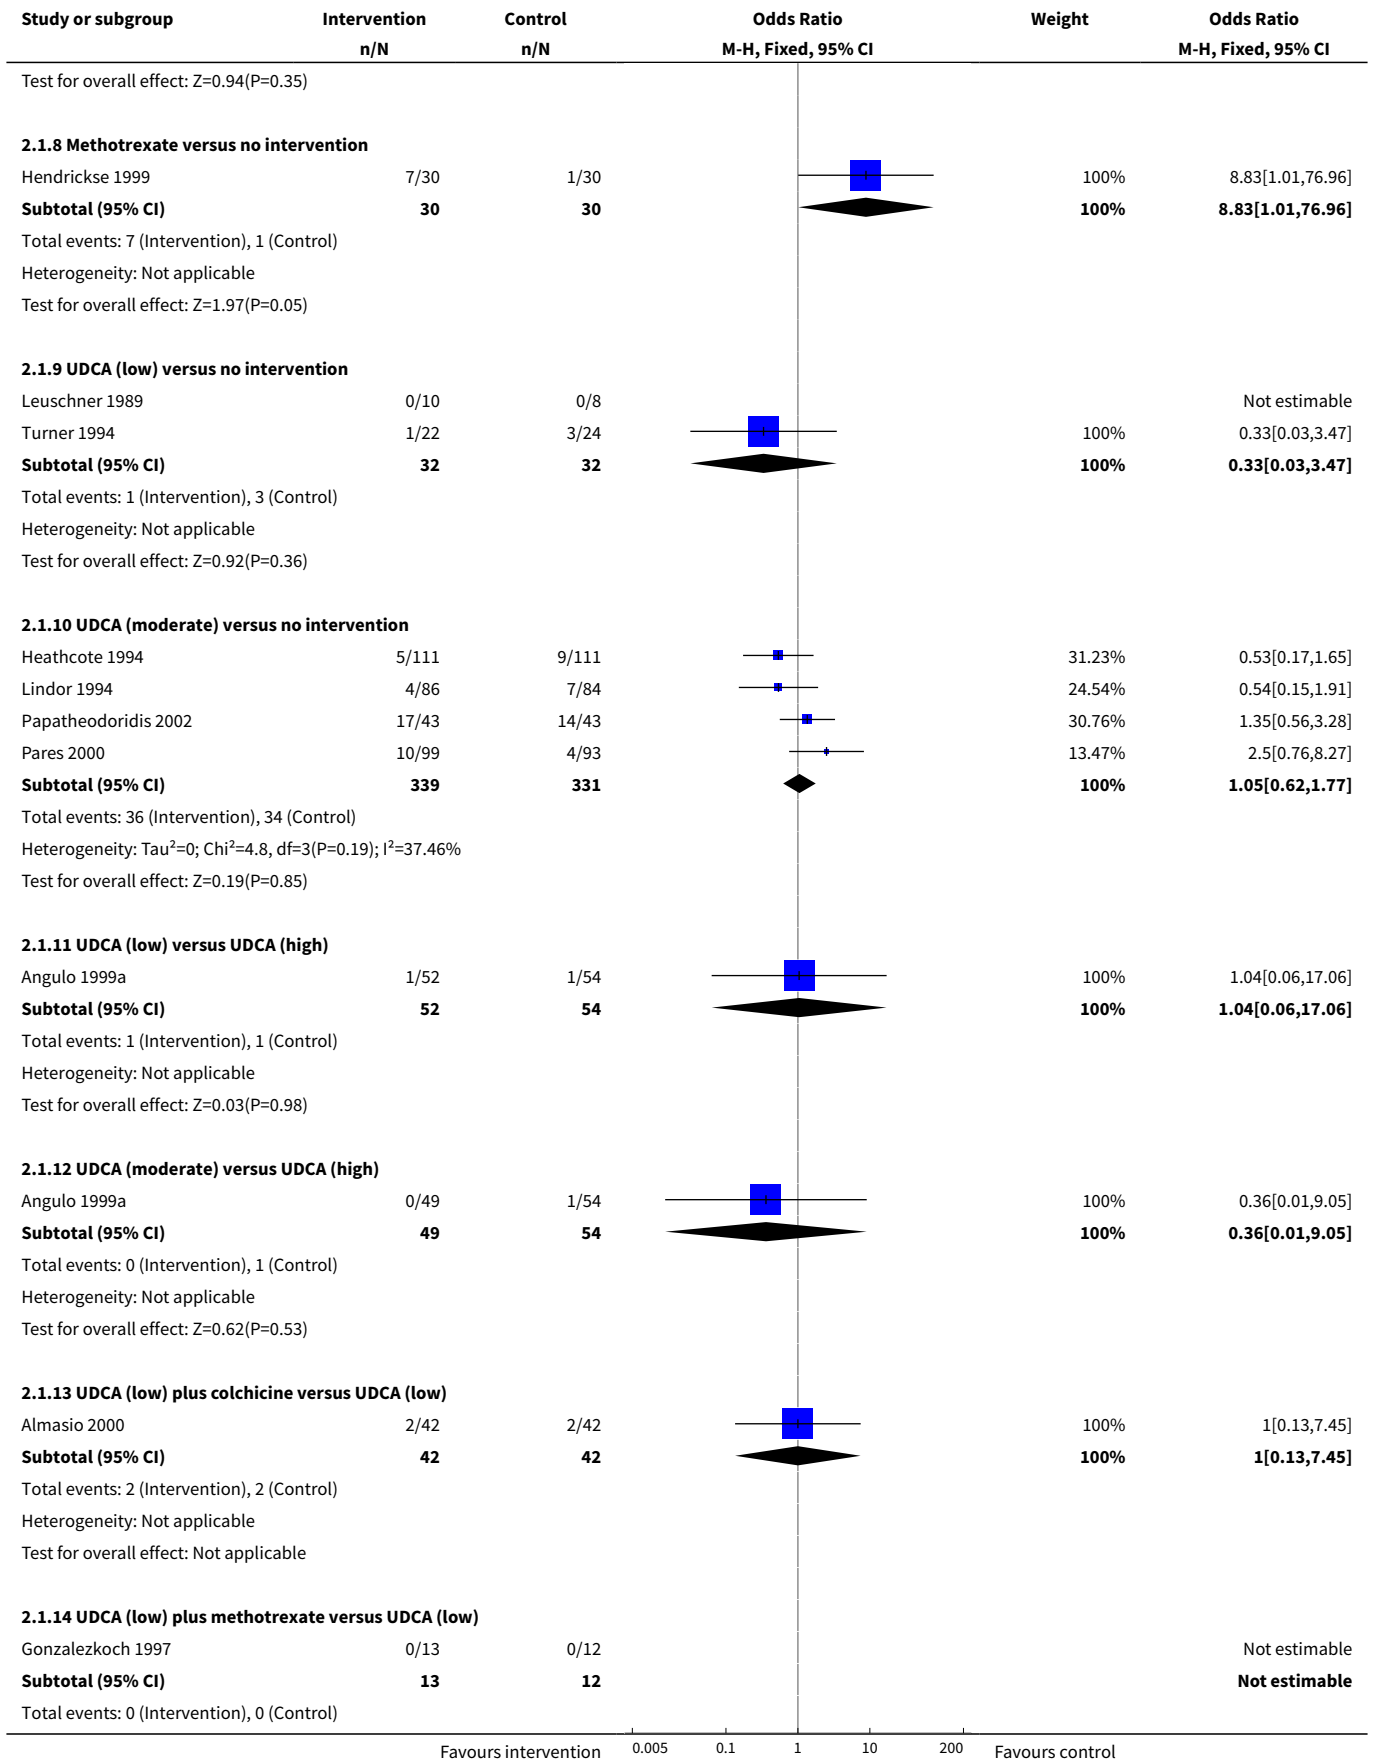 Study or subgroup Intervention Control Odds Ratio Weight Odds Ratio
n/N n/N M-H, Fixed, 95% CI M-H, Fixed, 95% CI
Test for overall effect: Z=0.94(P=0.35)
2.1.8 Methotrexate versus no intervention
Hendrickse 1999 7/30 1/30 100% 8.83[1.01,76.96]
Subtotal (95% CI) 30 30 100% 8.83[1.01,76.96]
Total events: 7 (Intervention), 1 (Control)
Heterogeneity: Not applicable
Test for overall effect: Z=1.97(P=0.05)
2.1.9 UDCA (low) versus no intervention
Leuschner 1989 0/10 0/8 Not estimable
Turner 1994 1/22 3/24 100% 0.33[0.03,3.47]
Subtotal (95% CI) 32 32 100% 0.33[0.03,3.47]
Total events: 1 (Intervention), 3 (Control)
Heterogeneity: Not applicable
Test for overall effect: Z=0.92(P=0.36)
2.1.10 UDCA (moderate) versus no intervention
Heathcote 1994 5/111 9/111 31.23% 0.53[0.17,1.65]
Lindor 1994 4/86 7/84 24.54% 0.54[0.15,1.91]
Papatheodoridis 2002 17/43 14/43 30.76% 1.35[0.56,3.28]
Pares 2000 10/99 4/93 13.47% 2.5[0.76,8.27]
Subtotal (95% CI) 339 331 100% 1.05[0.62,1.77]
Total events: 36 (Intervention), 34 (Control)
Heterogeneity: Tau²=0; Chi²=4.8, df=3(P=0.19); I²=37.46%
Test for overall effect: Z=0.19(P=0.85)
2.1.11 UDCA (low) versus UDCA (high)
Angulo 1999a 1/52 1/54 100% 1.04[0.06,17.06]
Subtotal (95% CI) 52 54 100% 1.04[0.06,17.06]
Total events: 1 (Intervention), 1 (Control)
Heterogeneity: Not applicable
Test for overall effect: Z=0.03(P=0.98)
2.1.12 UDCA (moderate) versus UDCA (high)
Angulo 1999a 0/49 1/54 100% 0.36[0.01,9.05]
Subtotal (95% CI) 49 54 100% 0.36[0.01,9.05]
Total events: 0 (Intervention), 1 (Control)
Heterogeneity: Not applicable
Test for overall effect: Z=0.62(P=0.53)
2.1.13 UDCA (low) plus colchicine versus UDCA (low)
Almasio 2000 2/42 2/42 100% 1[0.13,7.45]
Subtotal (95% CI) 42 42 100% 1[0.13,7.45]
Total events: 2 (Intervention), 2 (Control)
Heterogeneity: Not applicable
Test for overall effect: Not applicable
2.1.14 UDCA (low) plus methotrexate versus UDCA (low)
Gonzalezkoch 1997 0/13 0/12 Not estimable
Subtotal (95% CI) 13 12 Not estimable
Total events: 0 (Intervention), 0 (Control)
Favours intervention 0.005 0.1 1 10 200 Favours control